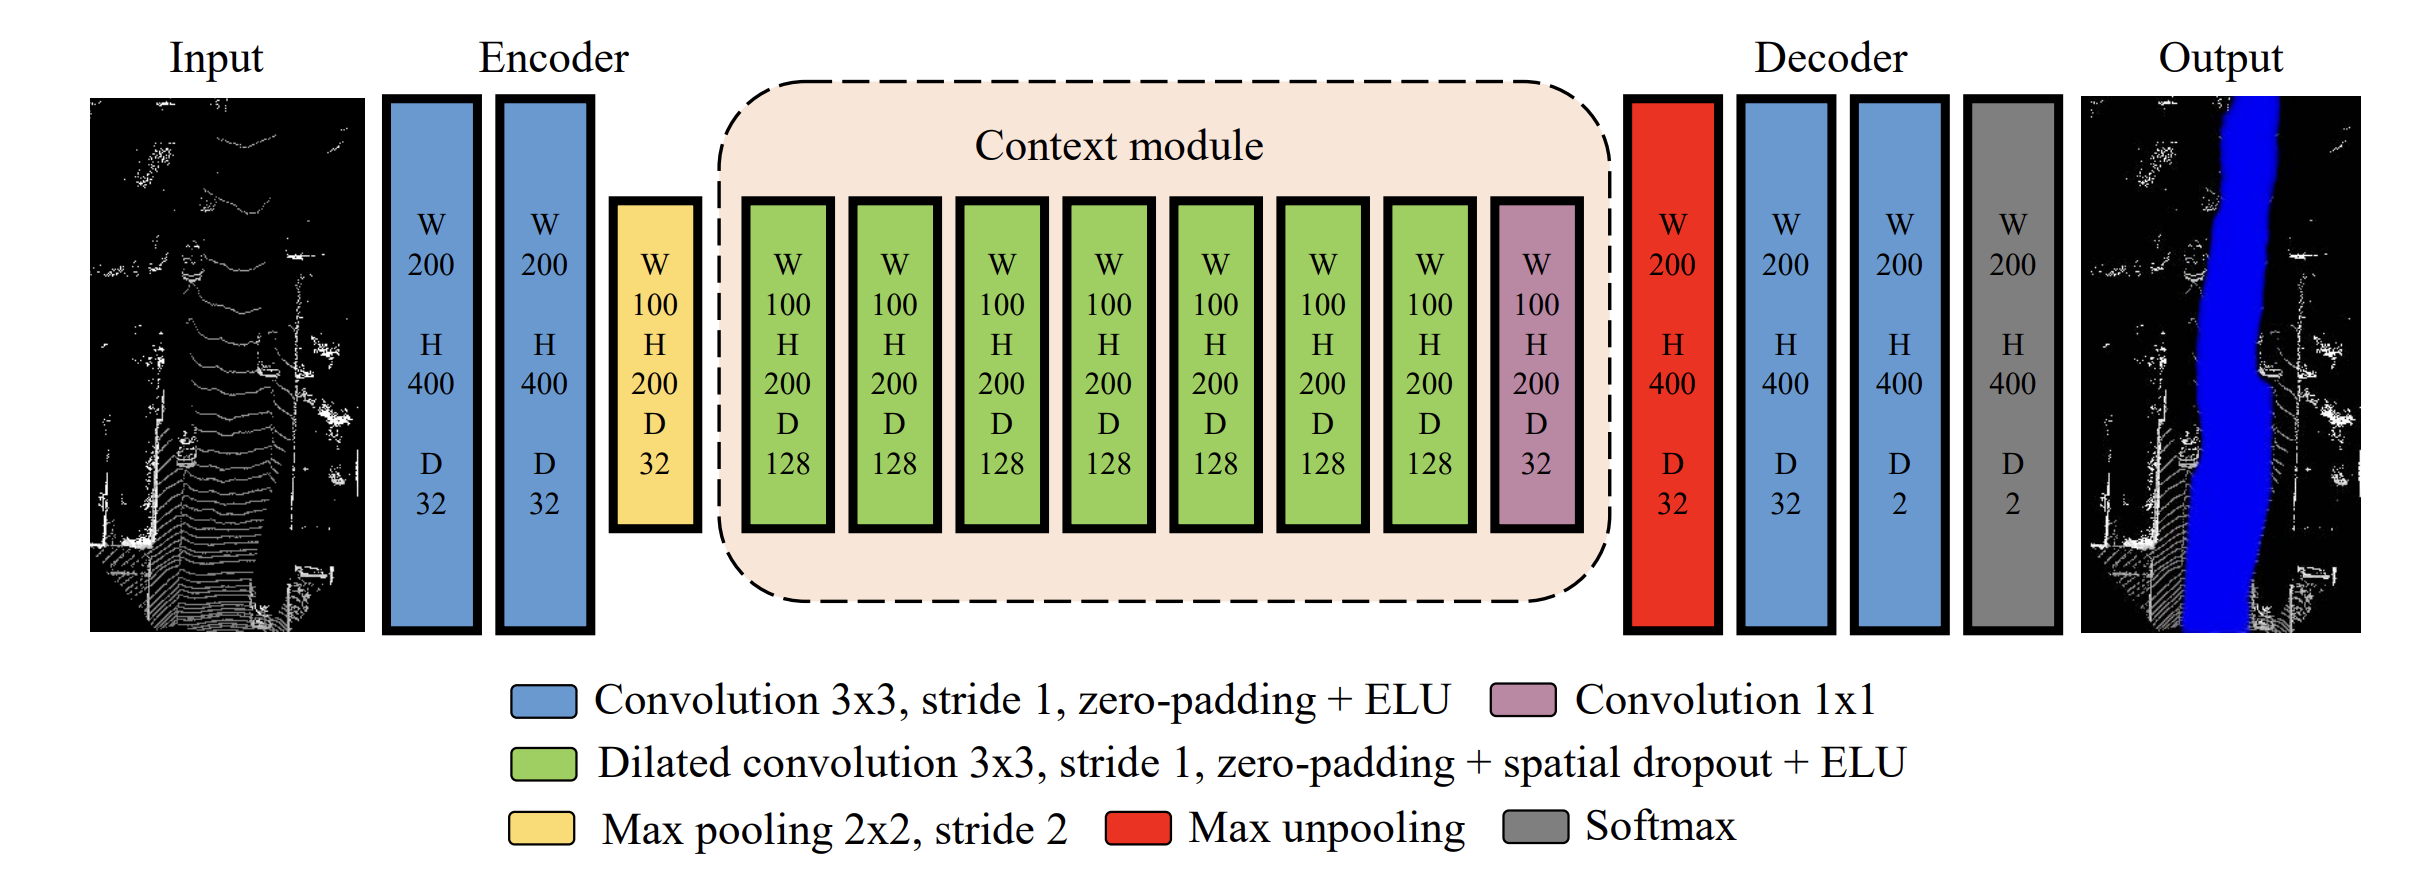 Input
Encoder
Context module
Decoder
Output
W
200
H
400
D
32
W
200
H
400
D
32
W
100
H
200
D
32
W
100
H
200
D
128
W
100
H
200
D
128
W
100
H
200
D
128
W
100
H
200
D
128
W
100
H
200
D
128
W
100
H
200
D
128
W
100
H
200
D
128
W
100
H
200
D
32
W
200
H
400
D
32
W
200
H
400
D
32
W
200
H
400
D
2
W
200
H
400
D
2
Convolution 3x3, stride 1, zero-padding + ELU
Convolution 1x1
Dilated convolution 3x3, stride 1, zero-padding + spatial dropout + ELU
Max pooling 2x2, stride 2
Max unpooling
Softmax